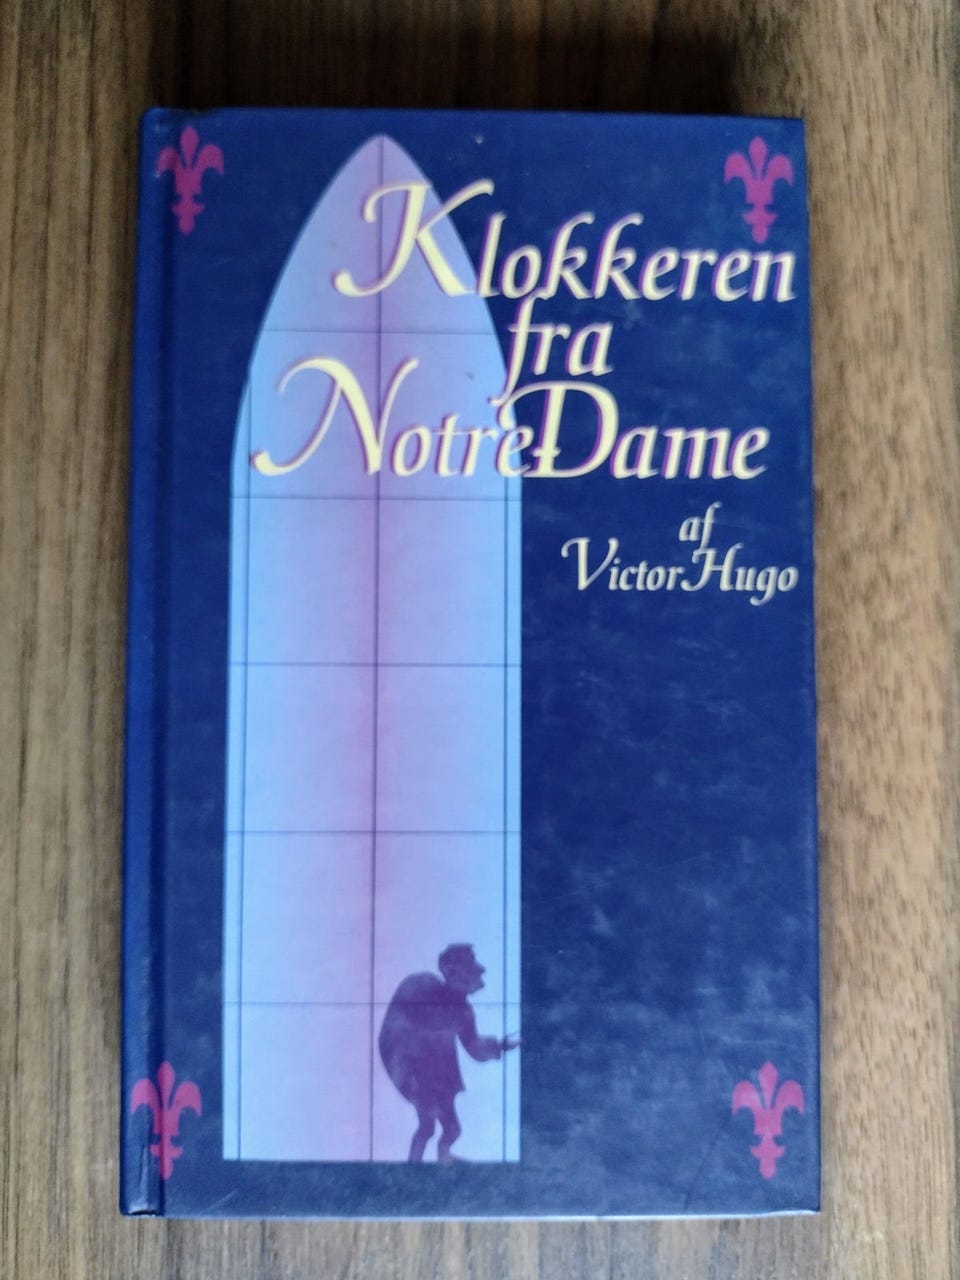 Klokkeren
fra
NotreDame
af
Victor Hugo